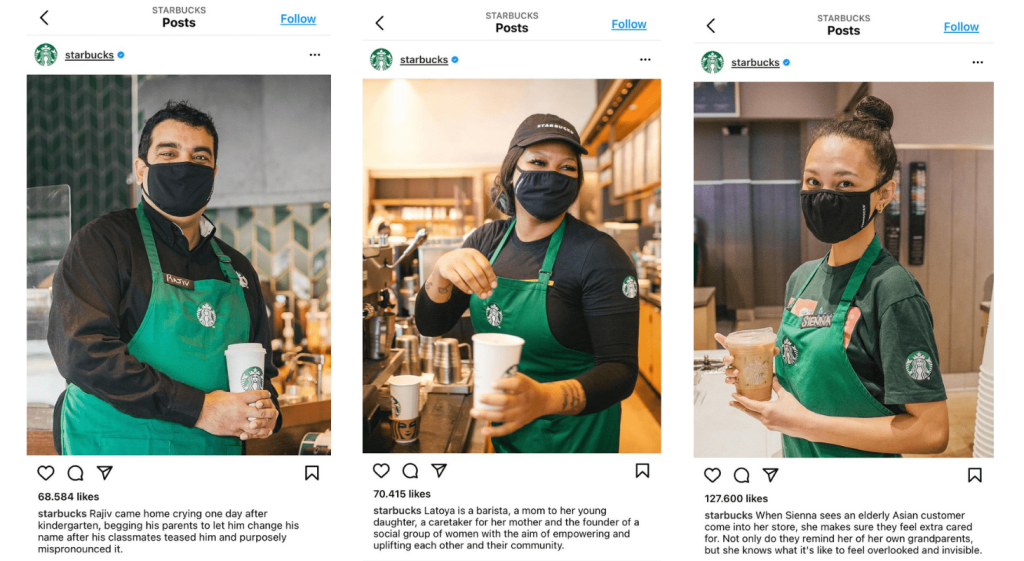 STARBUCKS
Posts
Follow
starbucks
RAJIV
68.584 likes
starbucks Rajiv came home crying one day after
kindergarten, begging his parents to let him change his
name after his classmates teased him and purposely
mispronounced it.
STARBUCKS
Posts
Follow
starbucks
STARBUCKS
70.415 likes
starbucks Latoya is a barista, a mom to her young
daughter, a caretaker for her mother and the founder of a
social group of women with the aim of empowering and
uplifting each other and their community.
STARBUCKS
Posts
Follow
starbucks
SIENNA
127.600 likes
starbucks When Sienna sees an elderly Asian customer
come into her store, she makes sure they feel extra cared
for. Not only do they remind her of her own grandparents,
but she knows what it's like to feel overlooked and invisible.